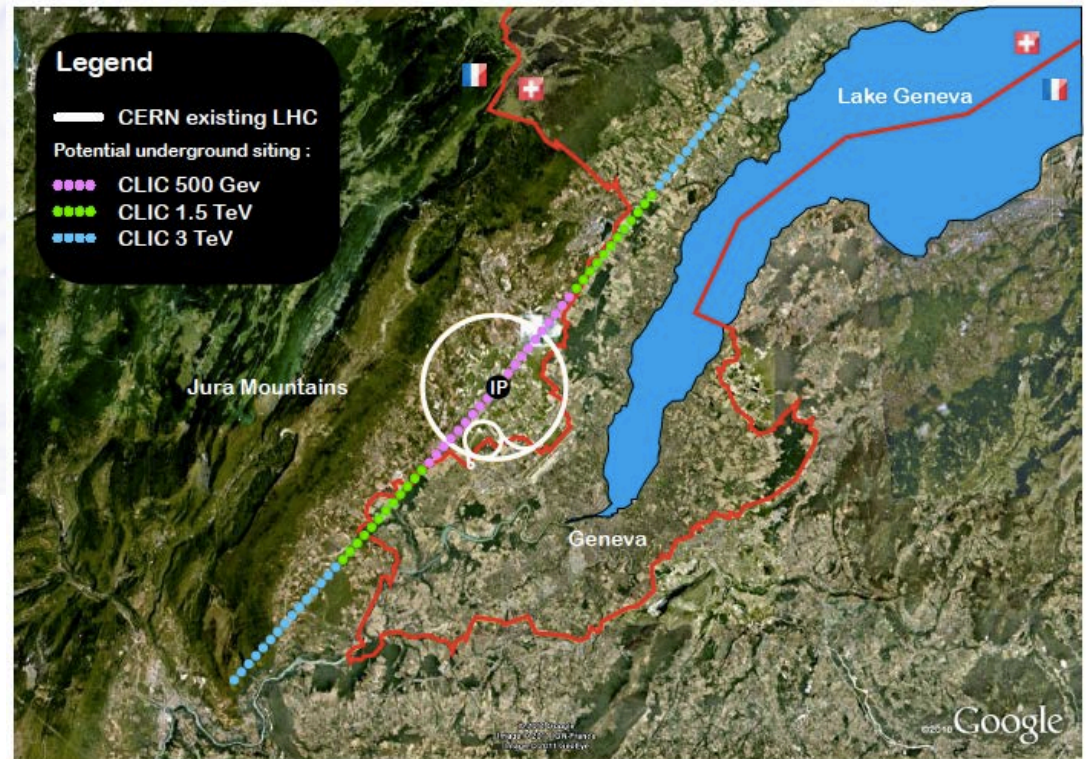 Legend
CERN existing LHC
Potential underground siting :
CLIC 500 Gev
CLIC 1.5 TeV
CLIC 3 TeV
Lake Geneva
Jura Mountains
IP
Geneva
©2010 Google